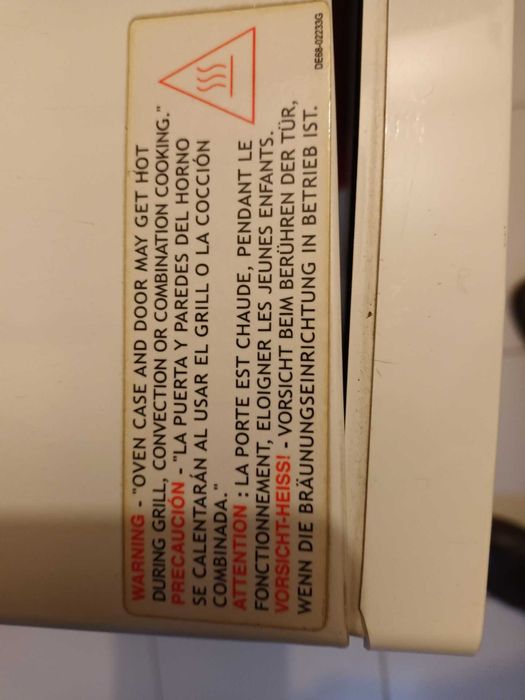 WARNING - "OVEN CASE AND DOOR MAY GET HOT
DURING GRILL, CONVECTION OR COMBINATION COOKING."
PRECAUCIÓN - "LA PUERTA Y PAREDES DEL HORNO
SE CALENTARÁN AL USAR EL GRILL O LA COCCIÓN
COMBINADA."
ATTENTION : LA PORTE EST CHAUDE, PENDANT LE
FONCTIONNEMENT, ELOIGNER LES JEUNES ENFANTS.
VORSICHT-HEISS! - VORSICHT BEIM BERÜHREN DER TÜR,
WENN DIE BRÄUNUNGSEINRICHTUNG IN BETRIEB IST.
DE68-02233G